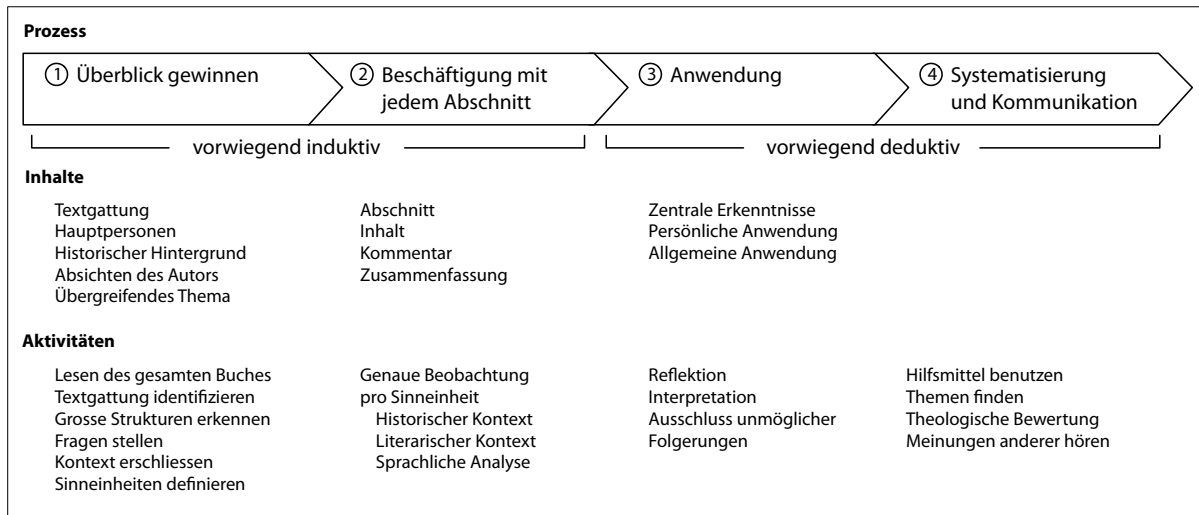 Prozess
① Überblick gewinnen
② Beschäftigung mit
jedem Abschnitt
③ Anwendung
④ Systematisierung
und Kommunikation
vorwiegend induktiv
vorwiegend deduktiv
Inhalte
Textgattung
Hauptpersonen
Historischer Hintergrund
Absichten des Autors
Übergreifendes Thema
Abschnitt
Inhalt
Kommentar
Zusammenfassung
Zentrale Erkenntnisse
Persönliche Anwendung
Allgemeine Anwendung
Aktivitäten
Lesen des gesamten Buches
Textgattung identifizieren
Grosse Strukturen erkennen
Fragen stellen
Kontext erschliessen
Sinneinheiten definieren
Genaue Beobachtung
pro Sinneinheit
Historischer Kontext
Literarischer Kontext
Sprachliche Analyse
Reflektion
Interpretation
Ausschluss unmöglicher
Folgerungen
Hilfsmittel benutzen
Themen finden
Theologische Bewertung
Meinungen anderer hören